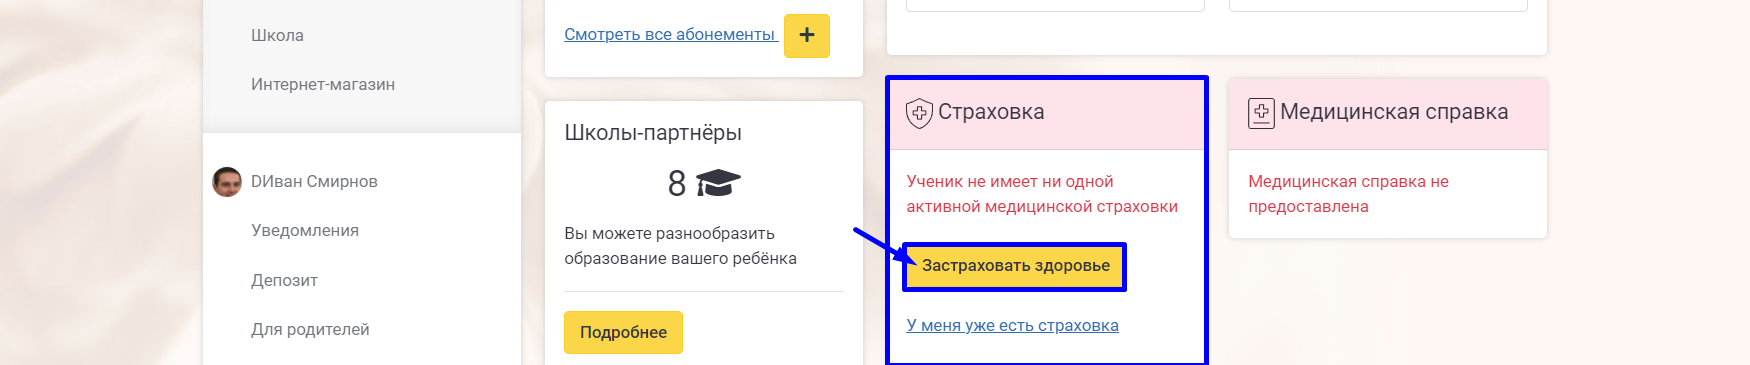 Школа
Интернет-магазин
DИван Смирнов
Уведомления
Депозит
Для родителей
Смотреть все абонементы +
Школы-партнёры
8
Вы можете разнообразить
образование вашего ребёнка
Подробнее
Страховка
Ученик не имеет ни одной
активной медицинской страховки
Застраховать здоровье
У меня уже есть страховка
Медицинская справка
Медицинская справка не
предоставлена